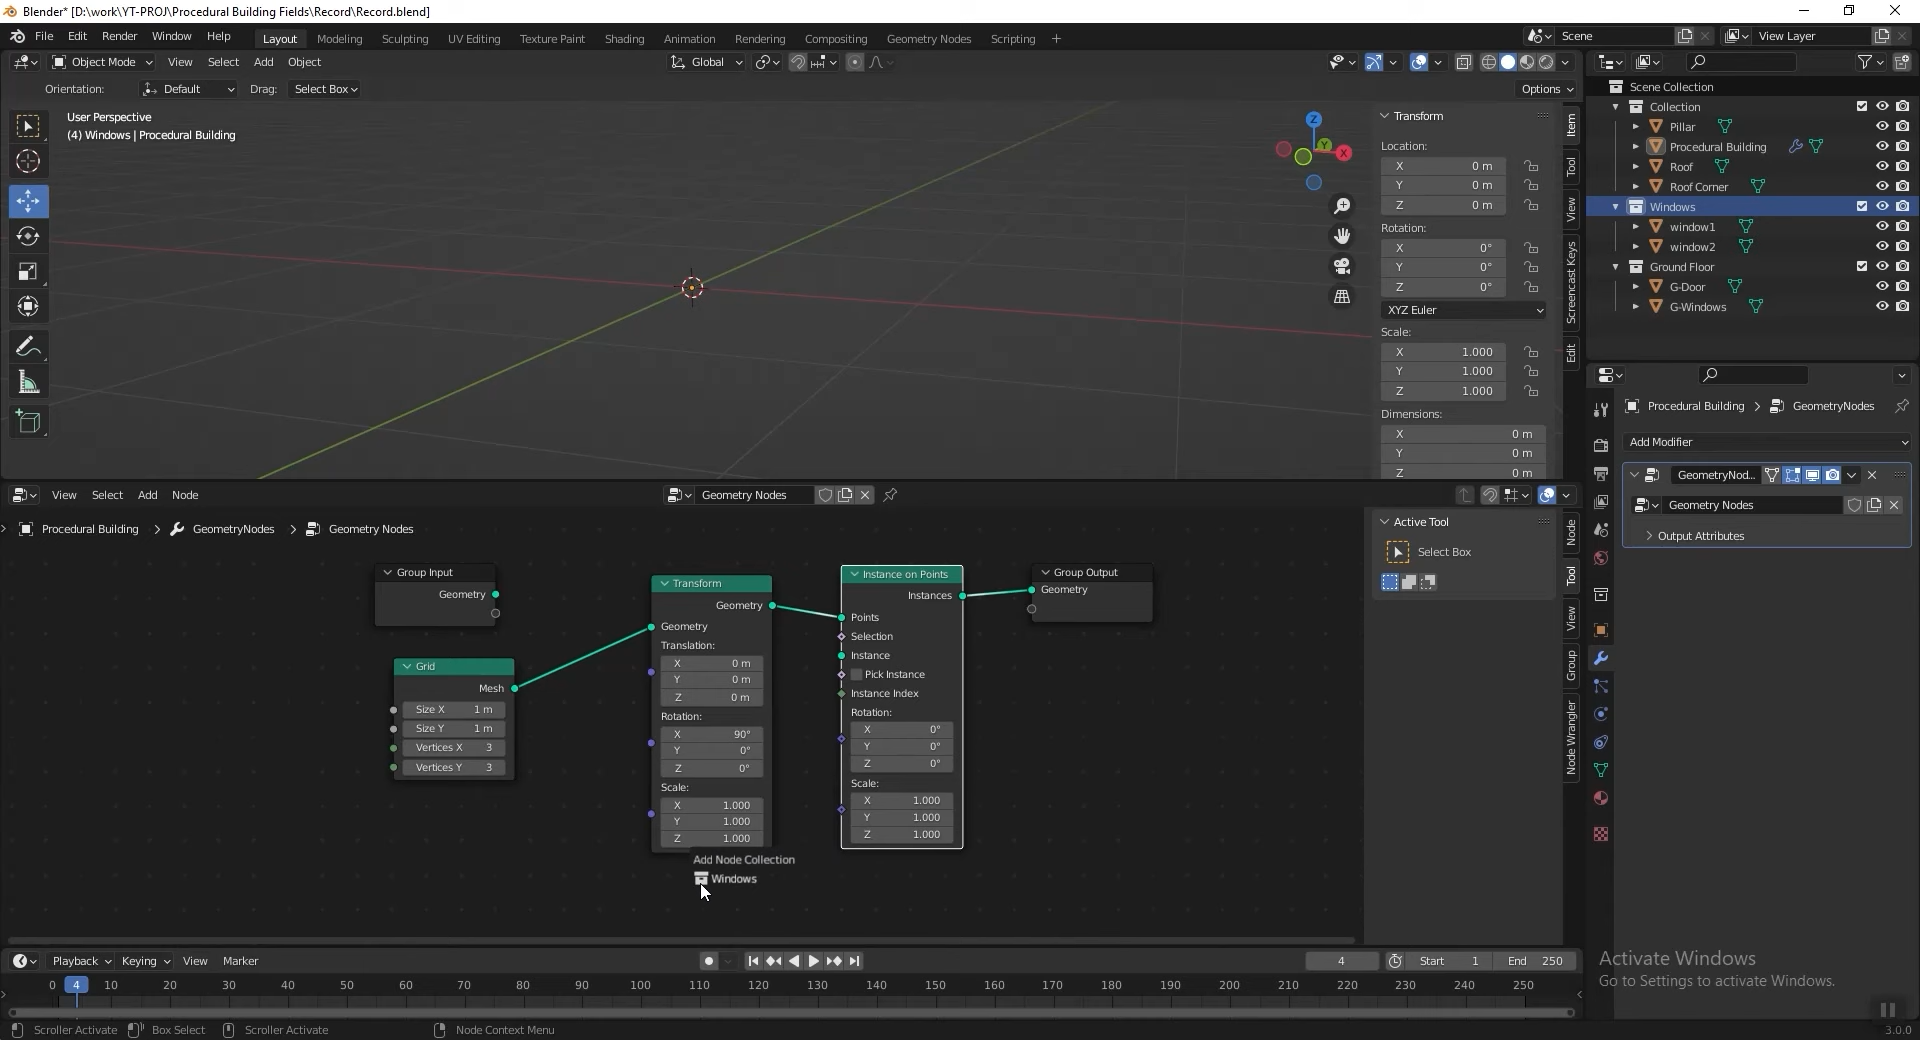 Blender* [D:\work\YT-PROJ\Procedural Building Fields\Record\Record.blend]
File Edit Render Window Help Layout Modeling Sculpting UV Editing Texture Paint Shading Animation Rendering Compositing Geometry Nodes Scripting + Scene View Layer
Object Mode View Select Add Object Global
Orientation: Default Drag: Select Box Options
User Perspective
(4) Windows | Procedural Building
Z
Y
X
Transform
Location:
X 0 m
Y 0 m
Z 0 m
Rotation:
X 0°
Y 0°
Z 0°
XYZ Euler
Scale:
X 1.000
Y 1.000
Z 1.000
Dimensions:
X 0 m
Y 0 m
Z 0 m
Item
Tool
View
Screencast Keys
Edit
Scene Collection
Collection
Pillar
Procedural Building
Roof
Roof Corner
Windows
window1
window2
Ground Floor
G-Door
G-Windows
Procedural Building > GeometryNodes
Add Modifier
GeometryNod...
Geometry Nodes
> Output Attributes
View Select Add Node Geometry Nodes
Procedural Building > GeometryNodes > Geometry Nodes
Group Input
Geometry
Grid
Mesh
Size X 1 m
Size Y 1 m
Vertices X 3
Vertices Y 3
Transform
Geometry
Geometry
Translation:
X 0 m
Y 0 m
Z 0 m
Rotation:
X 90°
Y 0°
Z 0°
Scale:
X 1.000
Y 1.000
Z 1.000
Add Node Collection
Windows
Instance on Points
Instances
Points
Selection
Instance
Pick Instance
Instance Index
Rotation:
X 0°
Y 0°
Z 0°
Scale:
X 1.000
Y 1.000
Z 1.000
Group Output
Geometry
Active Tool
Select Box
Node
Tool
View
Group
Node Wrangler
Playback Keying View Marker 4 Start 1 End 250
0 4 10 20 30 40 50 60 70 80 90 100 110 120 130 140 150 160 170 180 190 200 210 220 230 240 250
Activate Windows
Go to Settings to activate Windows.
Scroller Activate Box Select Scroller Activate Node Context Menu 3.0.0